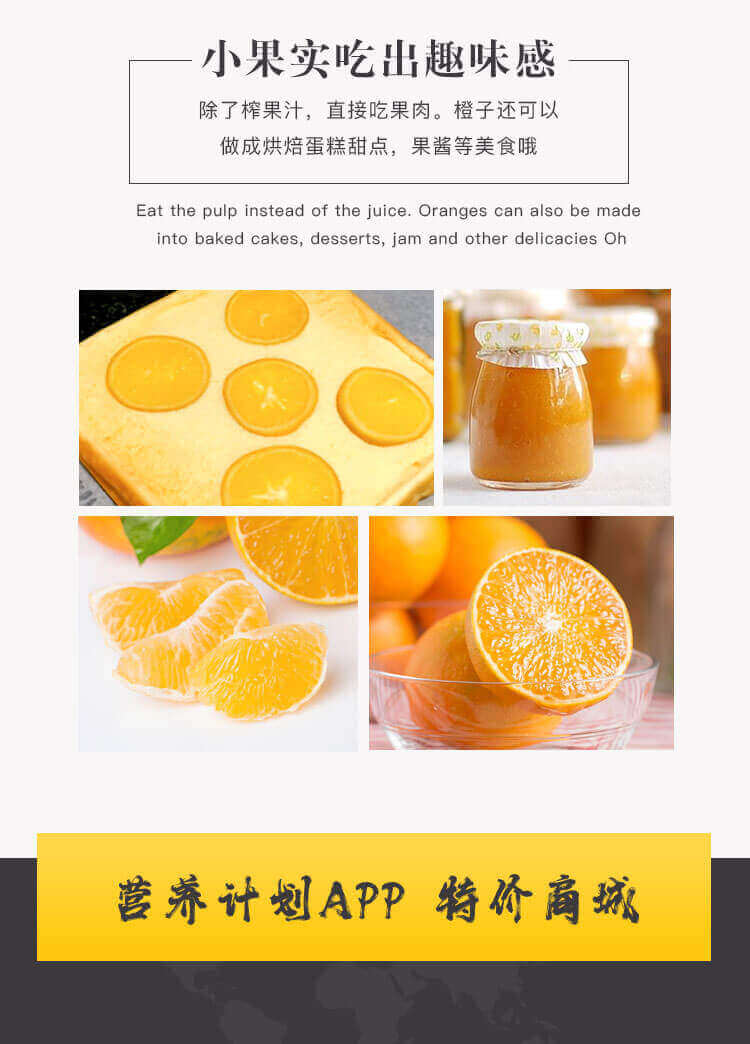 小果实吃出趣味感
除了榨果汁，直接吃果肉。橙子还可以
做成烘焙蛋糕甜点，果酱等美食哦
Eat the pulp instead of the juice. Oranges can also be made
into baked cakes, desserts, jam and other delicacies Oh
营养计划APP 特价商城